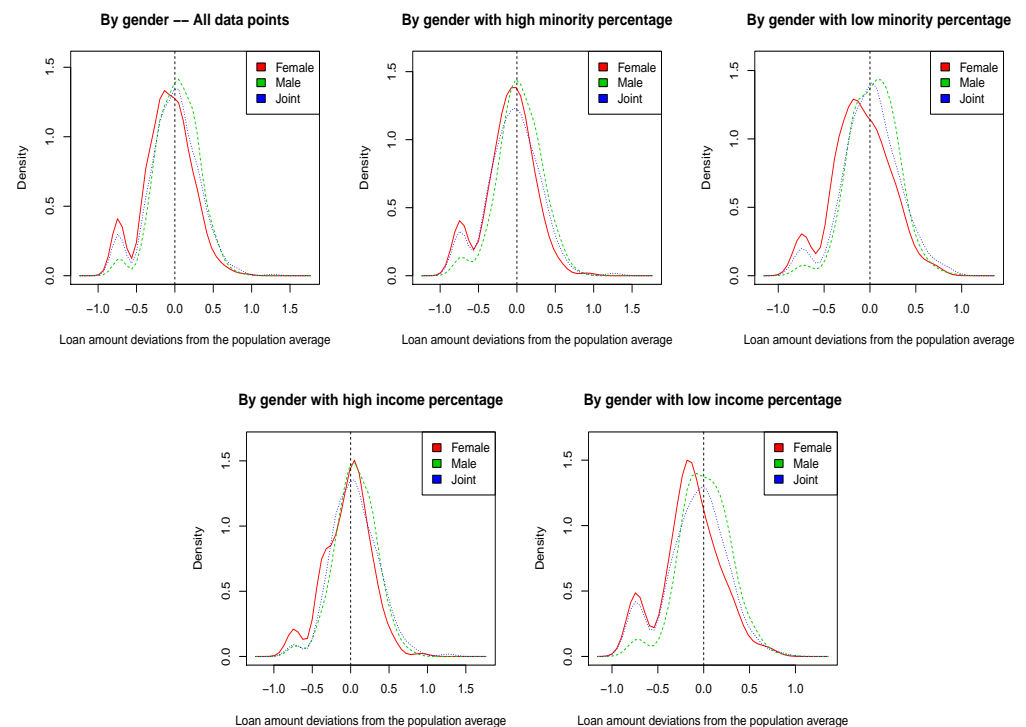 By gender −− All data points
Density
0.0 0.5 1.0 1.5
−1.0 −0.5 0.0 0.5 1.0 1.5
Female
Male
Joint
Loan amount deviations from the population average
By gender with high minority percentage
Density
0.0 0.5 1.0 1.5
−1.0 −0.5 0.0 0.5 1.0 1.5
Female
Male
Joint
Loan amount deviations from the population average
By gender with low minority percentage
Density
0.0 0.5 1.0 1.5
−1.0 −0.5 0.0 0.5 1.0
Female
Male
Joint
Loan amount deviations from the population average
By gender with high income percentage
Density
0.0 0.5 1.0 1.5
−1.0 −0.5 0.0 0.5 1.0 1.5
Female
Male
Joint
Loan amount deviations from the population average
By gender with low income percentage
Density
0.0 0.5 1.0 1.5
−1.0 −0.5 0.0 0.5 1.0
Female
Male
Joint
Loan amount deviations from the population average